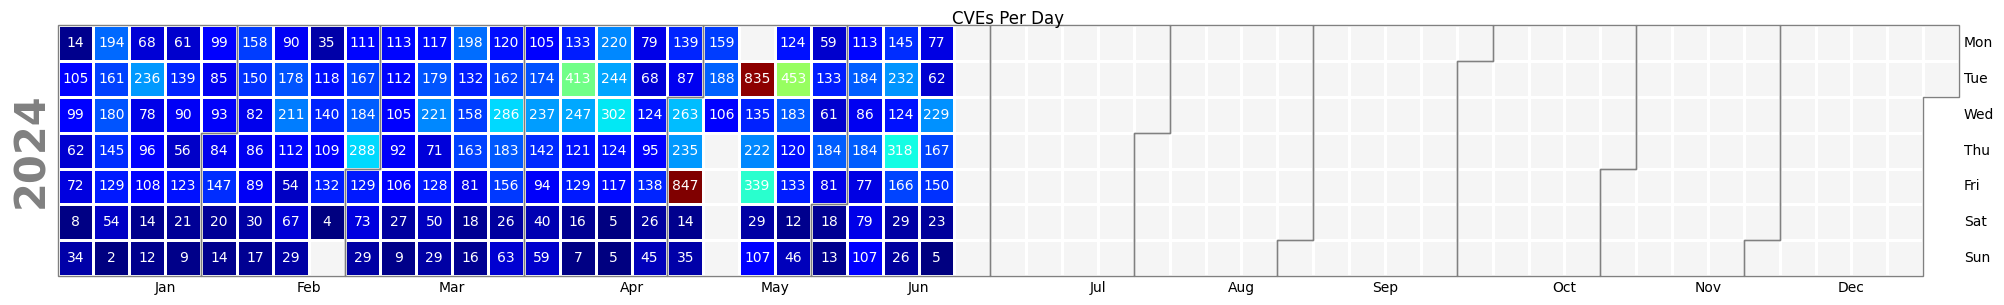 CVEs Per Day
2024
14 194 68 61 99 158 90 35 111 113 117 198 120 105 133 220 79 139 159 124 59 113 145 77 Mon
105 161 236 139 85 150 178 118 167 112 179 132 162 174 413 244 68 87 188 835 453 133 184 232 62 Tue
99 180 78 90 93 82 211 140 184 105 221 158 286 237 247 302 124 263 106 135 183 61 86 124 229 Wed
62 145 96 56 84 86 112 109 288 92 71 163 183 142 121 124 95 235 222 120 184 184 318 167 Thu
72 129 108 123 147 89 54 132 129 106 128 81 156 94 129 117 138 847 339 133 81 77 166 150 Fri
8 54 14 21 20 30 67 4 73 27 50 18 26 40 16 5 26 14 29 12 18 79 29 23 Sat
34 2 12 9 14 17 29 29 9 29 16 63 59 7 5 45 35 107 46 13 107 26 5 Sun
Jan Feb Mar Apr May Jun Jul Aug Sep Oct Nov Dec